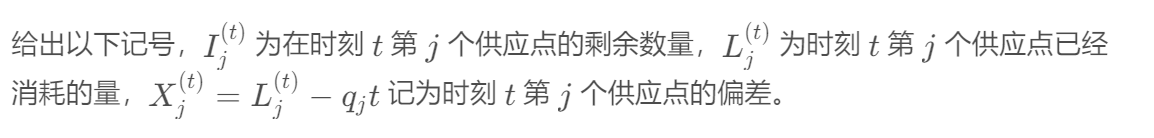 给出以下记号，$I_j^{(t)}$ 为在时刻 $t$ 第 $j$ 个供应点的剩余数量，$L_j^{(t)}$ 为时刻 $t$ 第 $j$ 个供应点已经
消耗的量，$X_j^{(t)} = L_j^{(t)} - q_j t$ 记为时刻 $t$ 第 $j$ 个供应点的偏差。